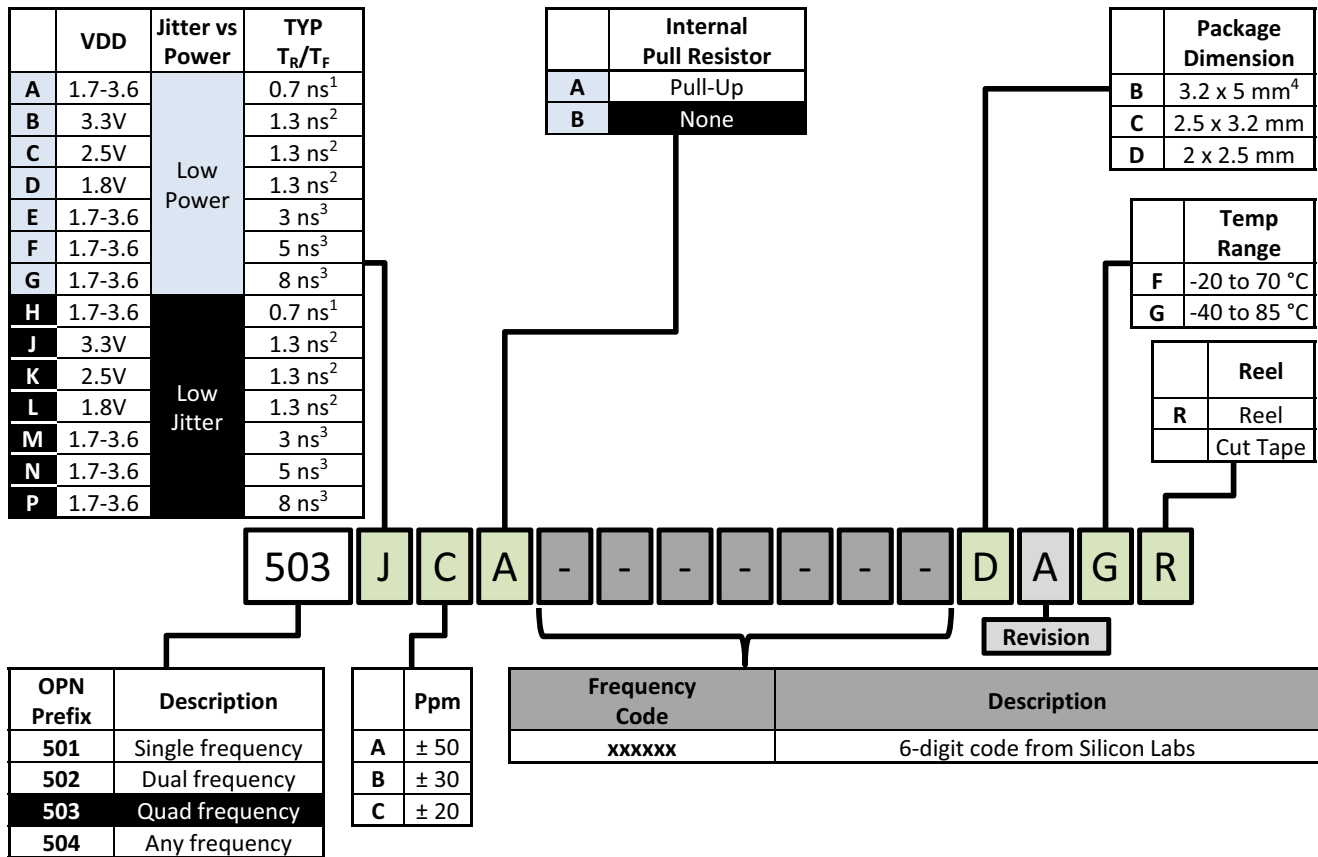 VDD Jitter vs Power TYP TR/TF
A 1.7-3.6 0.7 ns1
B 3.3V 1.3 ns2
C 2.5V 1.3 ns2
D 1.8V 1.3 ns2
E 1.7-3.6 3 ns3
F 1.7-3.6 5 ns3
G 1.7-3.6 8 ns3
Low
Power
H 1.7-3.6 0.7 ns1
J 3.3V 1.3 ns2
K 2.5V 1.3 ns2
L 1.8V 1.3 ns2
M 1.7-3.6 3 ns3
N 1.7-3.6 5 ns3
P 1.7-3.6 8 ns3
Low
Jitter
Internal
Pull Resistor
A Pull-Up
B None
Package
Dimension
B 3.2 x 5 mm4
C 2.5 x 3.2 mm
D 2 x 2.5 mm
Temp
Range
F -20 to 70 °C
G -40 to 85 °C
Reel
R Reel
Cut Tape
503 J C A - - - - - - - D A G R
Revision
OPN
Prefix Description
501 Single frequency
502 Dual frequency
503 Quad frequency
504 Any frequency
Ppm
A ± 50
B ± 30
C ± 20
Frequency
Code Description
xxxxxx 6-digit code from Silicon Labs